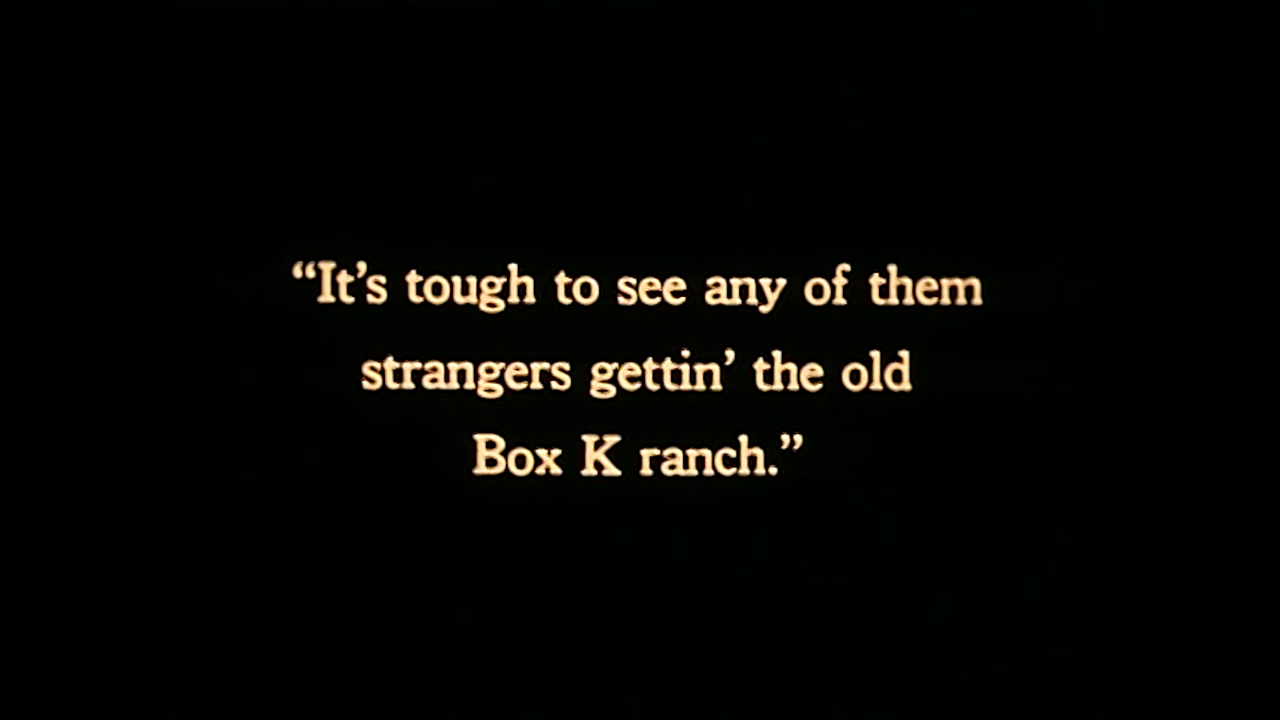 “It’s tough to see any of them
strangers gettin’ the old
Box K ranch.”